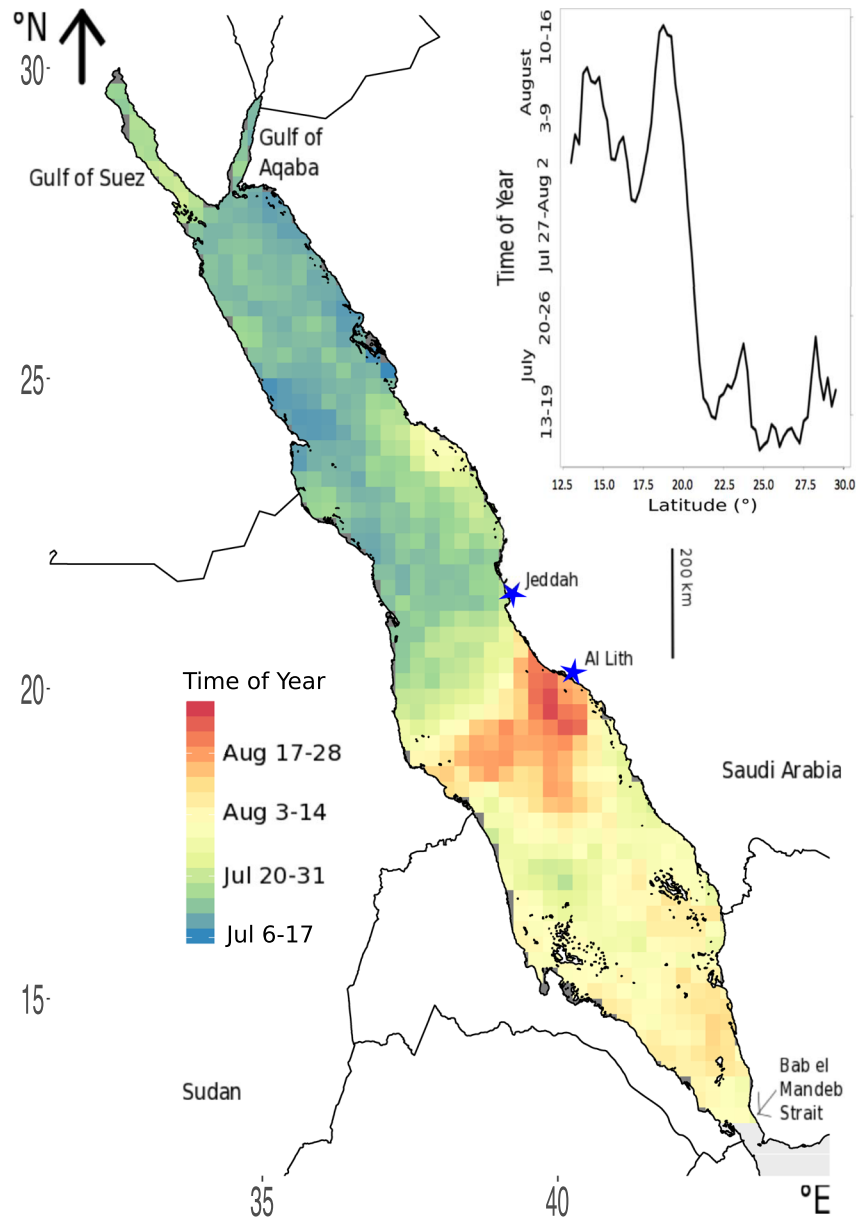 °N
30-
25-
20-
15-
35
40
°E
Gulf of Suez
Gulf of
Aqaba
Jeddah
Al Lith
200 km
Saudi Arabia
Sudan
Bab el
Mandeb
Strait
Time of Year
Aug 17-28
Aug 3-14
Jul 20-31
Jul 6-17
Time of Year
August
July
10-16
3-9
Jul 27-Aug 2
20-26
13-19
12.5 15.0 17.5 20.0 22.5 25.0 27.5 30.0
Latitude (°)